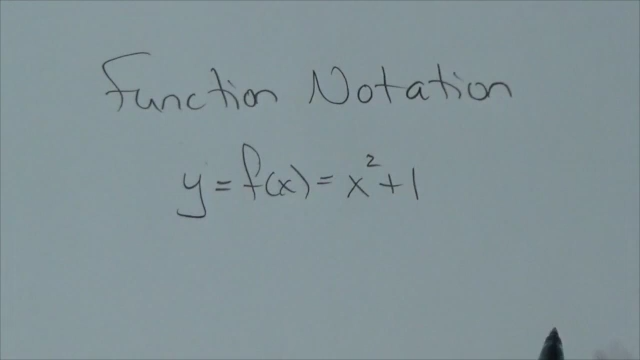 Function Notation
y = f(x) = x² + 1